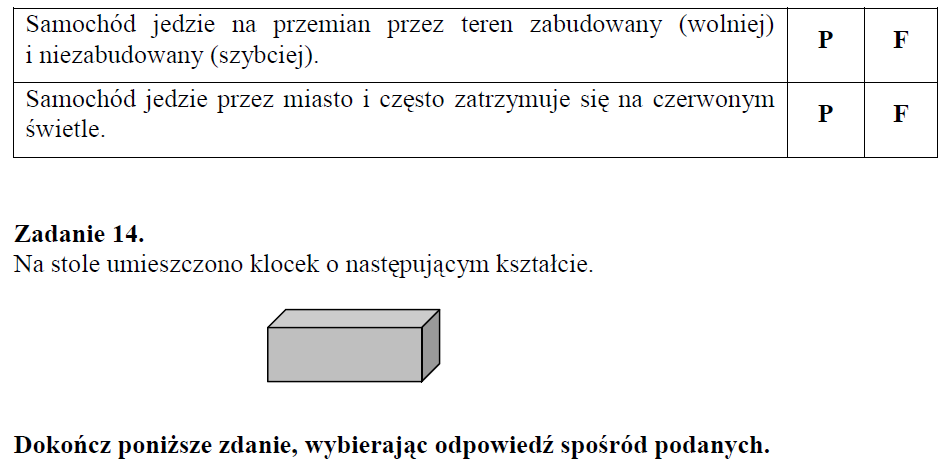 Samochód jedzie na przemian przez teren zabudowany (wolniej)
i niezabudowany (szybciej).
P
F
Samochód jedzie przez miasto i często zatrzymuje się na czerwonym
świetle.
P
F
Zadanie 14.
Na stole umieszczono klocek o następującym kształcie.
Dokończ poniższe zdanie, wybierając odpowiedź spośród podanych.